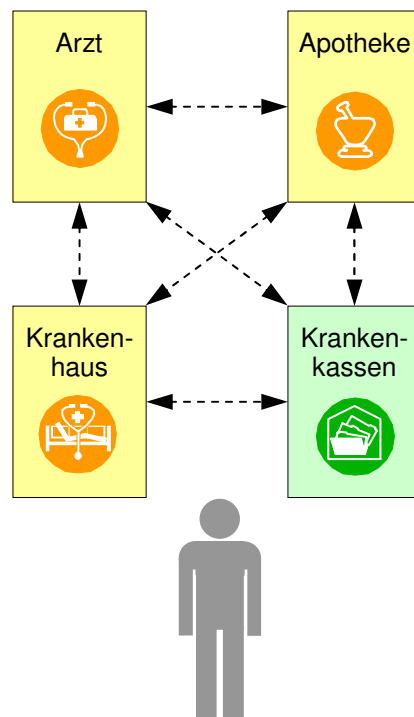 Arzt
Apotheke
Kranken-
haus
Kranken-
kassen